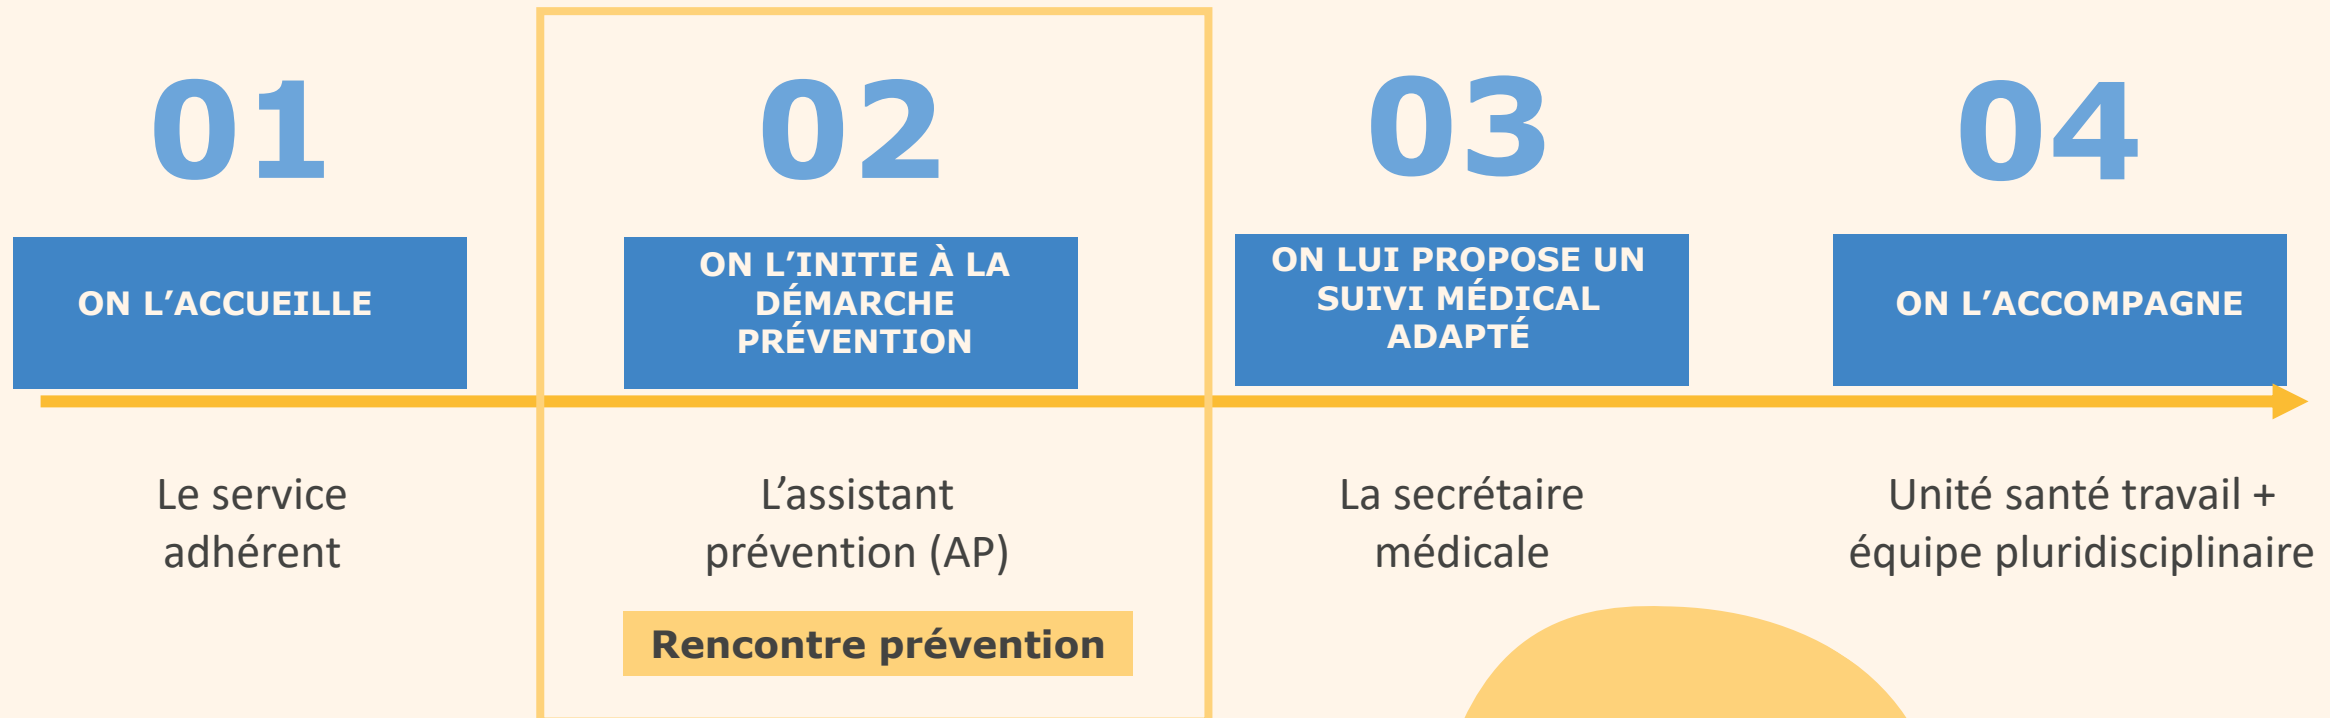 01
ON L’ACCUEILLE
Le service
adhérent
02
ON L’INITIE À LA
DÉMARCHE
PRÉVENTION
L’assistant
prévention (AP)
Rencontre prévention
03
ON LUI PROPOSE UN
SUIVI MÉDICAL
ADAPTÉ
La secrétaire
médicale
04
ON L’ACCOMPAGNE
Unité santé travail +
équipe pluridisciplinaire